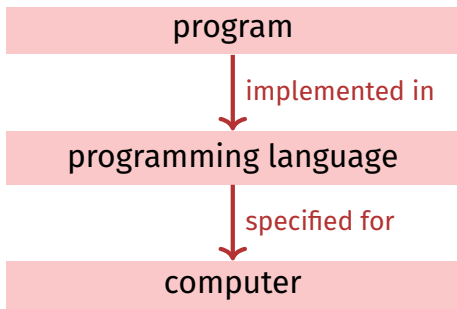 program
implemented in
programming language
specified for
computer